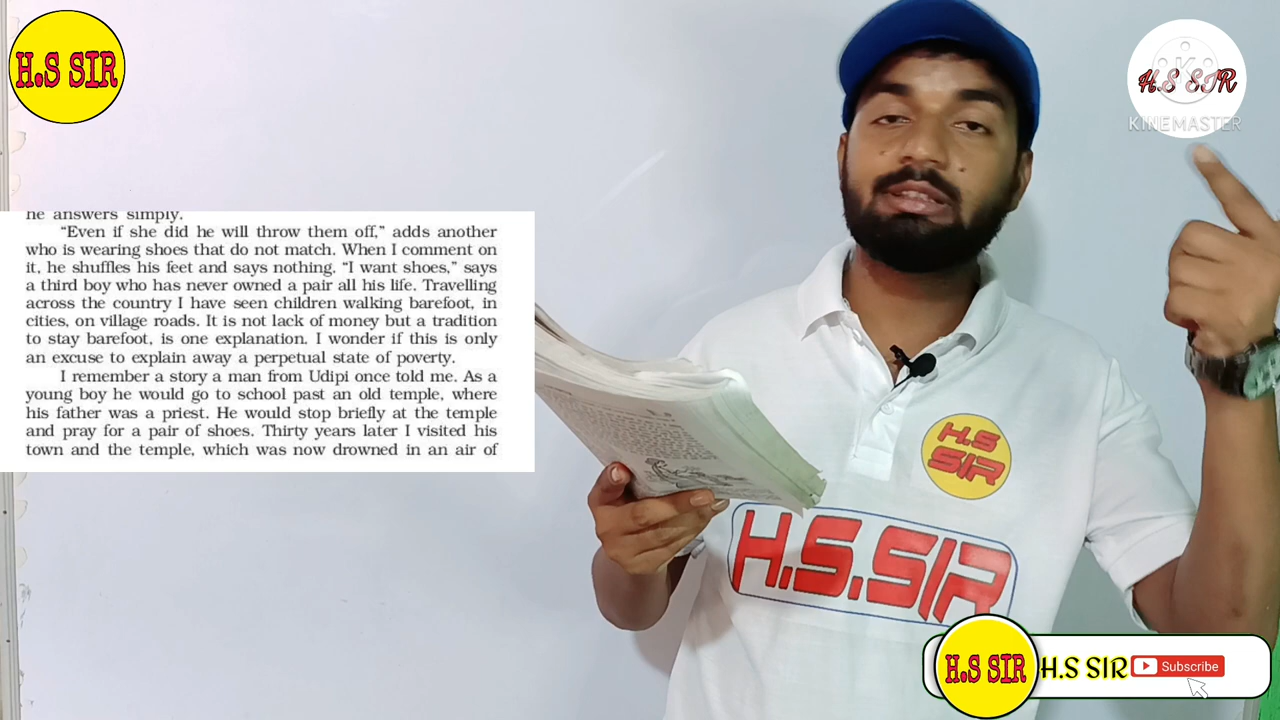 H.S SIR
H.S SIR
KINEMASTER
he answers simply.
“Even if she did he will throw them off,” adds another
who is wearing shoes that do not match. When I comment on
it, he shuffles his feet and says nothing. “I want shoes,” says
a third boy who has never owned a pair all his life. Travelling
across the country I have seen children walking barefoot, in
cities, on village roads. It is not lack of money but a tradition
to stay barefoot, is one explanation. I wonder if this is only
an excuse to explain away a perpetual state of poverty.
I remember a story a man from Udipi once told me. As a
young boy he would go to school past an old temple, where
his father was a priest. He would stop briefly at the temple
and pray for a pair of shoes. Thirty years later I visited his
town and the temple, which was now drowned in an air of
H.S
SIR
H.S.SIR
H.S SIR
H.S SIR
Subscribe